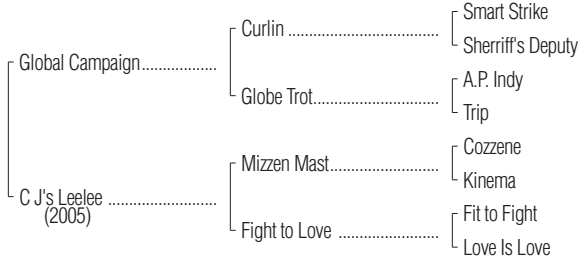 Smart Strike
Curlin
Sherriff's Deputy
Global Campaign
A.P. Indy
Globe Trot
Trip
Cozzene
Mizzen Mast
Kinema
C J's Leelee
(2005)
Fit to Fight
Fight to Love
Love Is Love